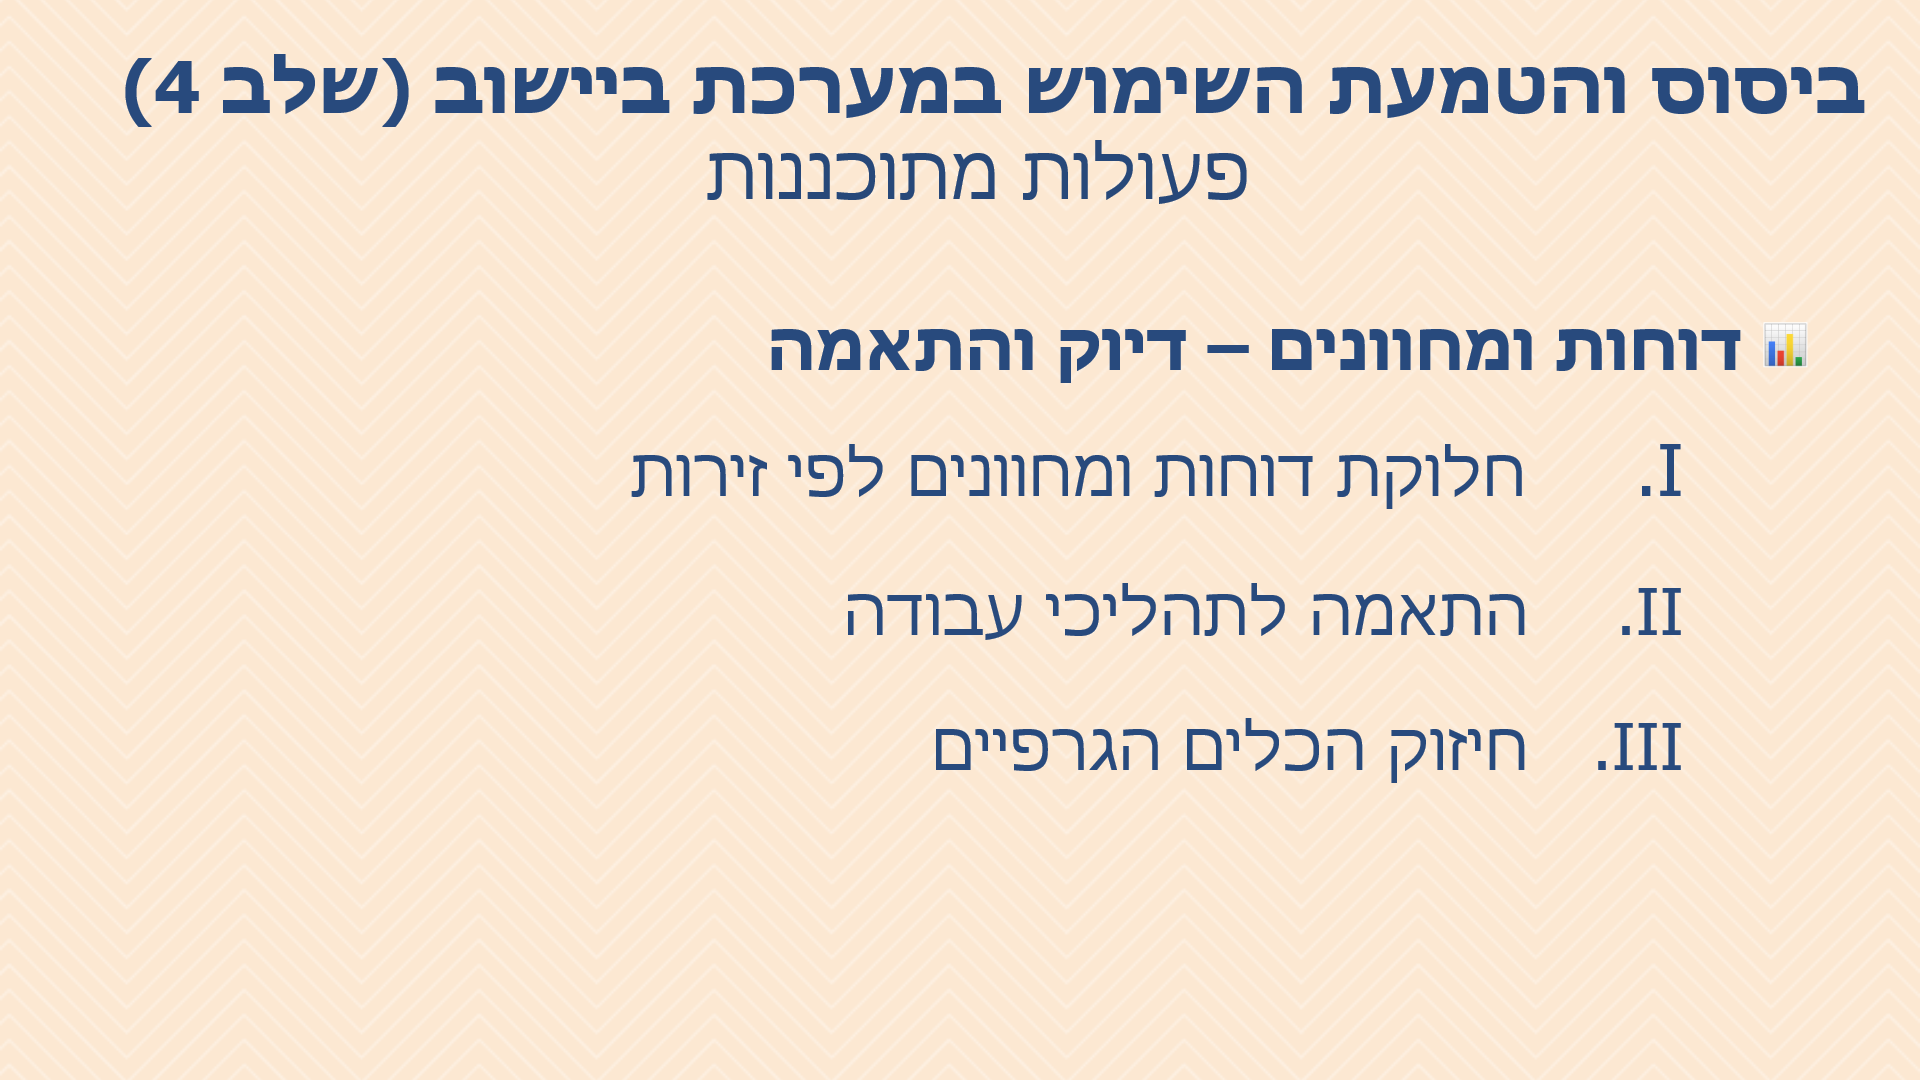 ביסוס והטמעת השימוש במערכת ביישוב (שלב 4)
פעולות מתוכננות
📊 דוחות ומחוונים – דיוק והתאמה
I. חלוקת דוחות ומחוונים לפי זירות
II. התאמה לתהליכי עבודה
III. חיזוק הכלים הגרפיים